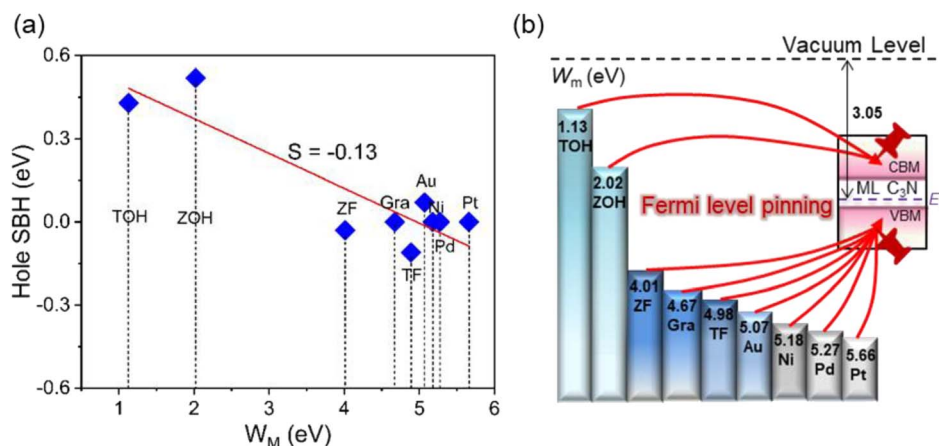 (a)
Hole SBH (eV)
0.6
0.3
0.0
-0.3
-0.6
S = -0.13
TOH
ZOH
ZF
Gra
TF
Au
Ni
Pd
Pt
1
2
3
4
5
6
W_M (eV)
(b)
Vacuum Level
W_m (eV)
3.05
1.13
TOH
2.02
ZOH
Fermi level pinning
CBM
ML C₃N
E
VBM
4.01
ZF
4.67
Gra
4.98
TF
5.07
Au
5.18
Ni
5.27
Pd
5.66
Pt